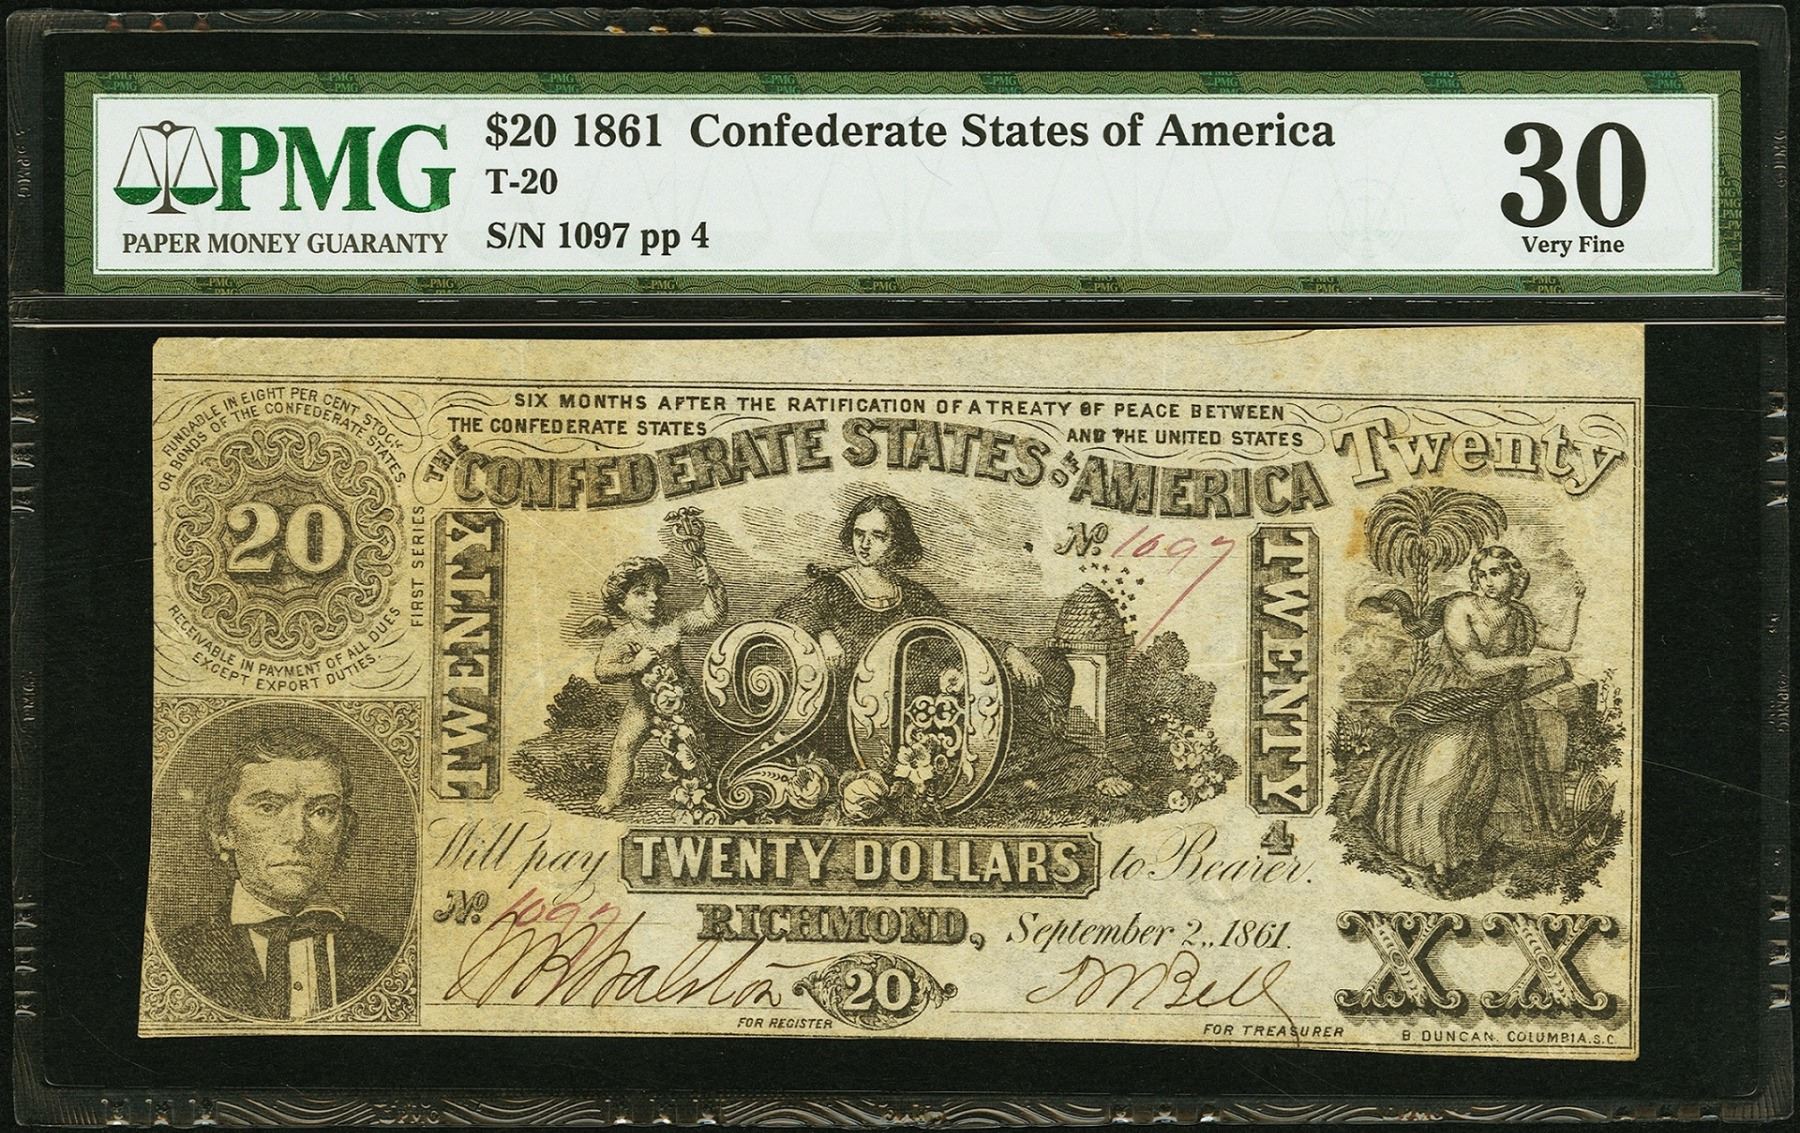 PMG
PAPER MONEY GUARANTY
$20 1861 Confederate States of America
T-20
S/N 1097 pp 4
30
Very Fine
FUNDABLE IN EIGHT PER CENT STOCK
OR BONDS OF THE CONFEDERATE STATES
20
RECEIVABLE IN PAYMENT OF ALL DUES
EXCEPT EXPORT DUTIES.
FIRST SERIES
SIX MONTHS AFTER THE RATIFICATION OF A TREATY OF PEACE BETWEEN
THE CONFEDERATE STATES AND THE UNITED STATES
THE CONFEDERATE STATES OF AMERICA
Twenty
TWENTY
No. 1097
20
TWENTY
4
Will pay TWENTY DOLLARS to Bearer.
No. 1097
RICHMOND, September 2,, 1861.
XX
20
FOR REGISTER
FOR TREASURER
B. DUNCAN, COLUMBIA, S.C.